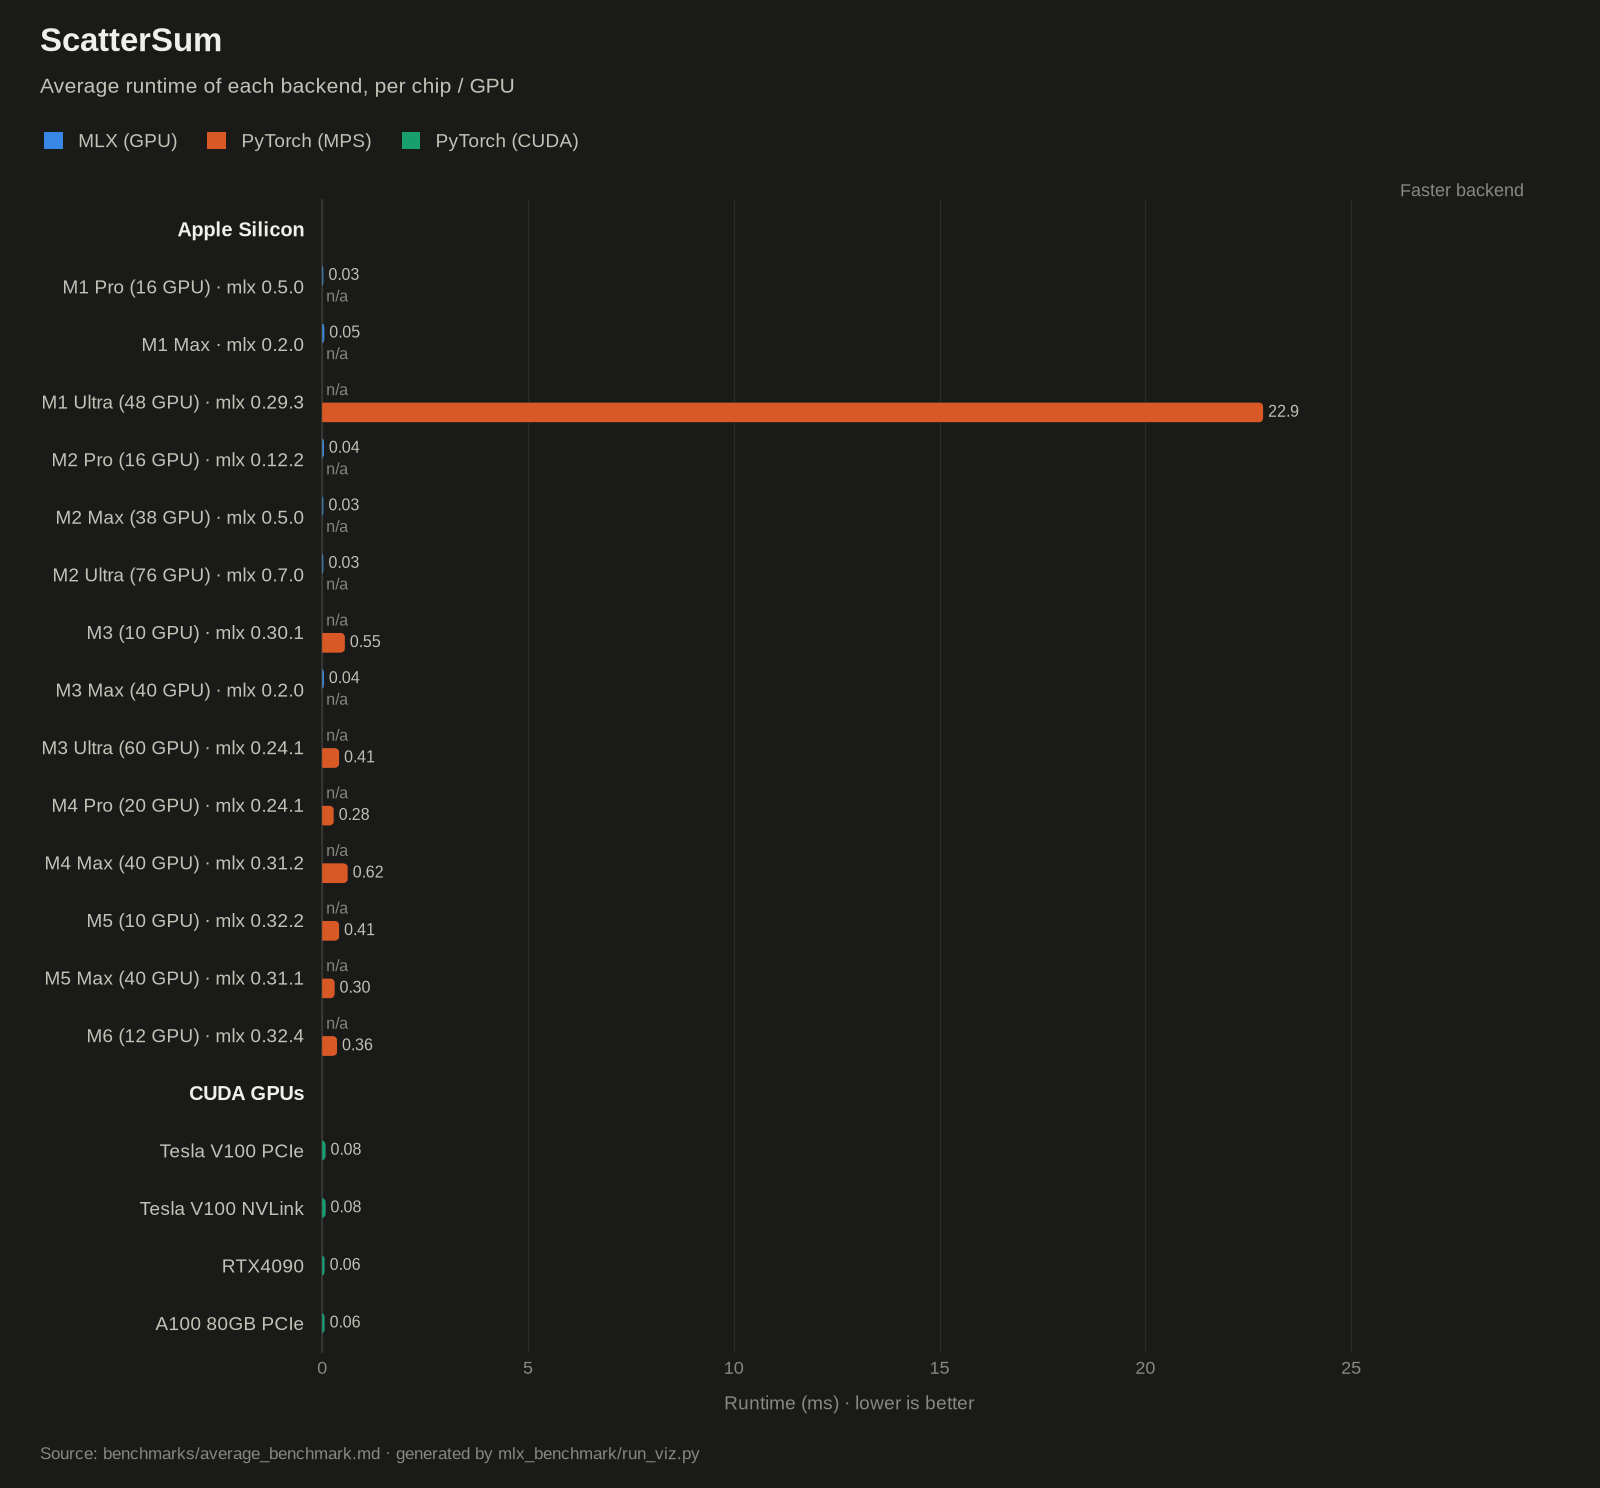 ScatterSum
Average runtime of each backend, per chip / GPU
MLX (GPU) PyTorch (MPS) PyTorch (CUDA)
Faster backend
Apple Silicon
M1 Pro (16 GPU) · mlx 0.5.0 0.03
n/a
M1 Max · mlx 0.2.0 0.05
n/a
M1 Ultra (48 GPU) · mlx 0.29.3 n/a
22.9
M2 Pro (16 GPU) · mlx 0.12.2 0.04
n/a
M2 Max (38 GPU) · mlx 0.5.0 0.03
n/a
M2 Ultra (76 GPU) · mlx 0.7.0 0.03
n/a
M3 (10 GPU) · mlx 0.30.1 n/a
0.55
M3 Max (40 GPU) · mlx 0.2.0 0.04
n/a
M3 Ultra (60 GPU) · mlx 0.24.1 n/a
0.41
M4 Pro (20 GPU) · mlx 0.24.1 n/a
0.28
M4 Max (40 GPU) · mlx 0.31.2 n/a
0.62
M5 (10 GPU) · mlx 0.32.2 n/a
0.41
M5 Max (40 GPU) · mlx 0.31.1 n/a
0.30
M6 (12 GPU) · mlx 0.32.4 n/a
0.36
CUDA GPUs
Tesla V100 PCIe 0.08
Tesla V100 NVLink 0.08
RTX4090 0.06
A100 80GB PCIe 0.06
0 5 10 15 20 25
Runtime (ms) · lower is better
Source: benchmarks/average_benchmark.md · generated by mlx_benchmark/run_viz.py